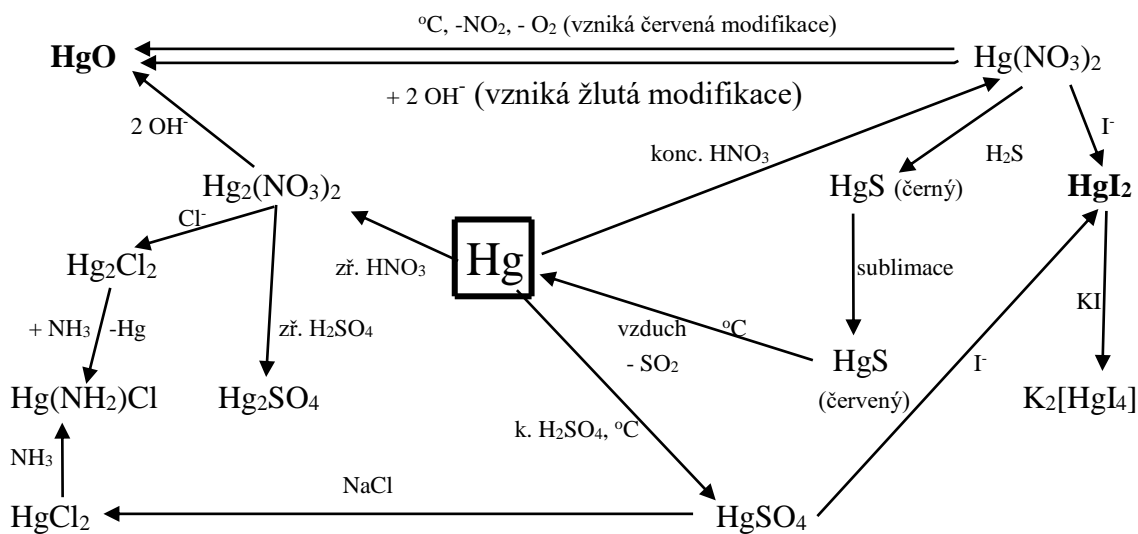 °C, -NO₂, - O₂ (vzniká červená modifikace)
HgO
Hg(NO₃)₂
+ 2 OH⁻ (vzniká žlutá modifikace)
2 OH⁻
I⁻
konc. HNO₃
H₂S
Hg₂(NO₃)₂
HgS (černý)
HgI₂
Cl⁻
Hg₂Cl₂
zř. HNO₃
Hg
sublimace
KI
+ NH₃
-Hg
zř. H₂SO₄
vzduch
°C
- SO₂
HgS
I⁻
Hg(NH₂)Cl
Hg₂SO₄
(červený)
K₂[HgI₄]
k. H₂SO₄, °C
NH₃
NaCl
HgCl₂
HgSO₄